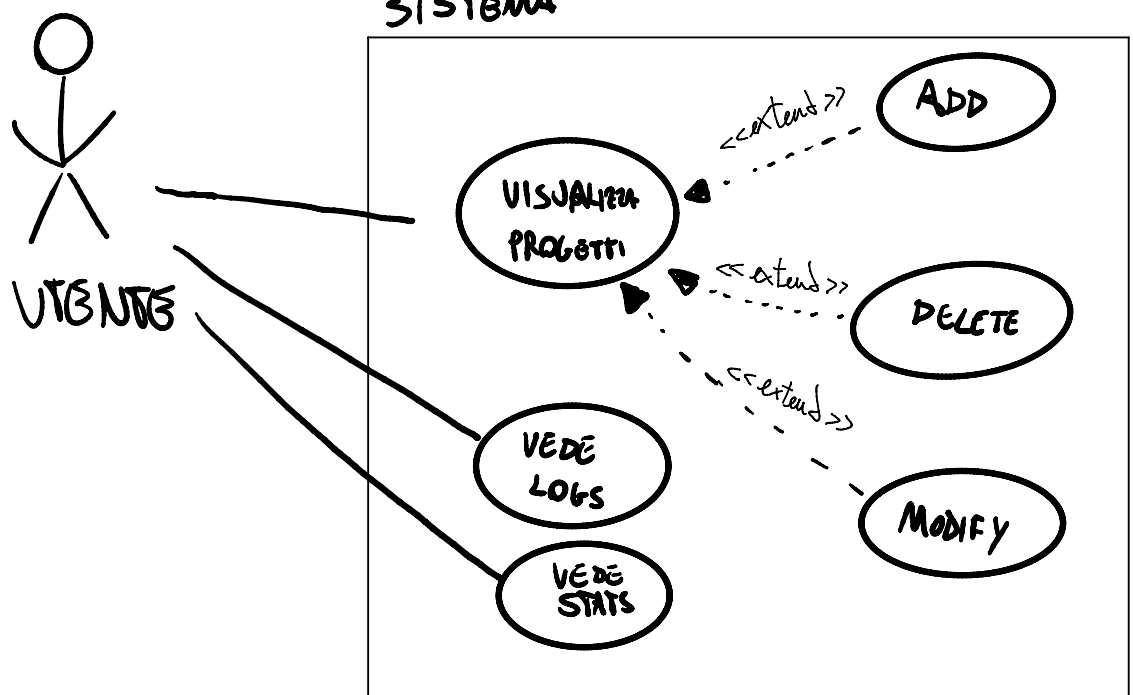 SISTEMA
UTENTE
VISUALIZZA
PROGETTI
<<extend>>
ADD
<<extend>>
DELETE
<<extend>>
MODIFY
VEDE
LOGS
VEDE
STATS